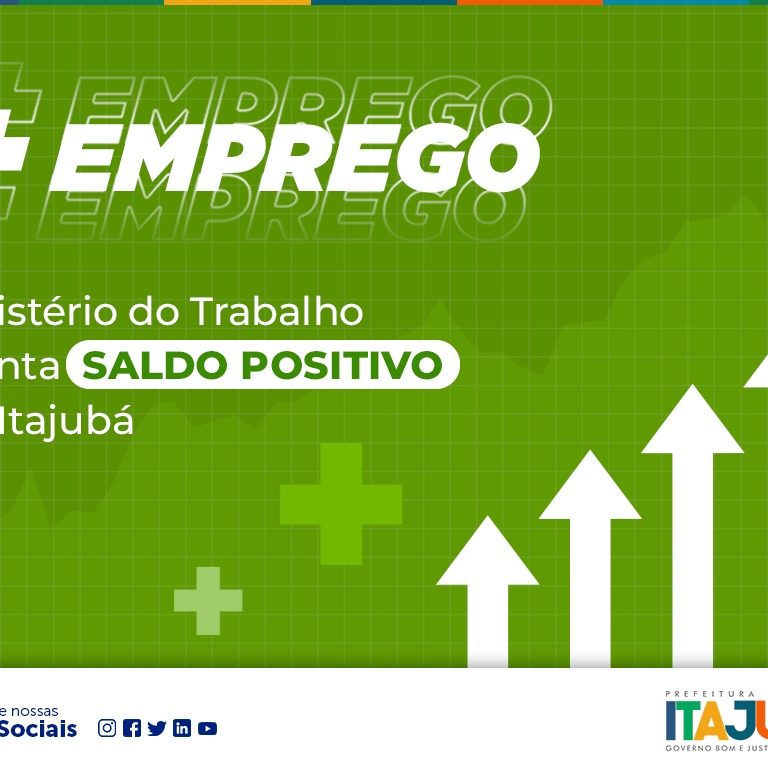 EMPREGO
+ EMPREGO
EMPREGO
istério do Trabalho
nta SALDO POSITIVO
Itajubá
e nossas
Sociais
PREFEITURA
ITAJU
GOVERNO BOM E JUST